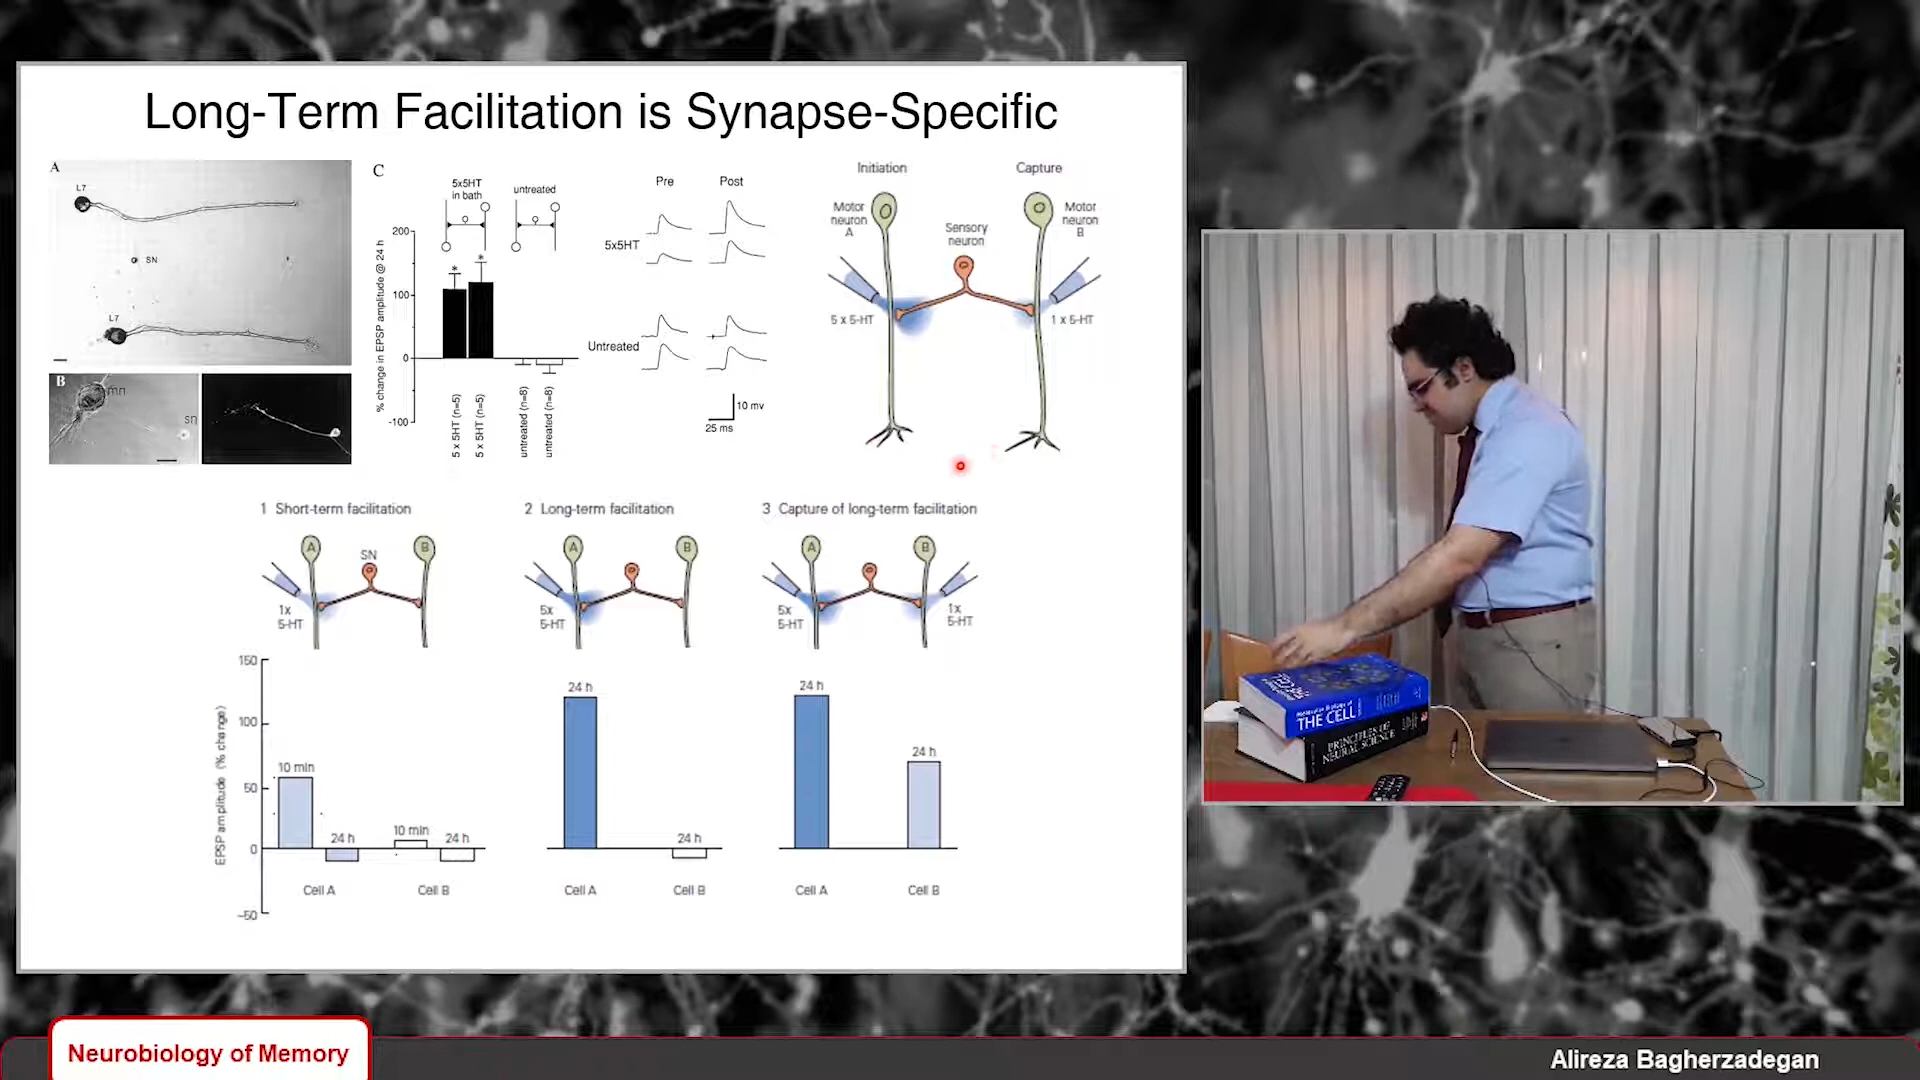 Long-Term Facilitation is Synapse-Specific
A
L7
SN
L7
B
mn
sn
C
5x5HT
in bath
untreated
% change in EPSP amplitude @ 24 h
200
100
0
-100
*
*
5 x 5HT (n=5)
5 x 5HT (n=5)
untreated (n=8)
untreated (n=8)
Pre
Post
5x5HT
Untreated
10 mv
25 ms
Initiation
Capture
Motor
neuron
A
Sensory
neuron
Motor
neuron
B
5 x 5-HT
1 x 5-HT
1 Short-term facilitation
A
SN
B
1x
5-HT
2 Long-term facilitation
A
B
5x
5-HT
3 Capture of long-term facilitation
A
B
5x
5-HT
1x
5-HT
EPSP amplitude (% change)
150
100
50
0
-50
10 min
24 h
10 min
24 h
Cell A
Cell B
24 h
24 h
Cell A
Cell B
24 h
24 h
Cell A
Cell B
THE CELL
PRINCIPLES OF
NEURAL SCIENCE
Neurobiology of Memory
Alireza Bagherzadegan